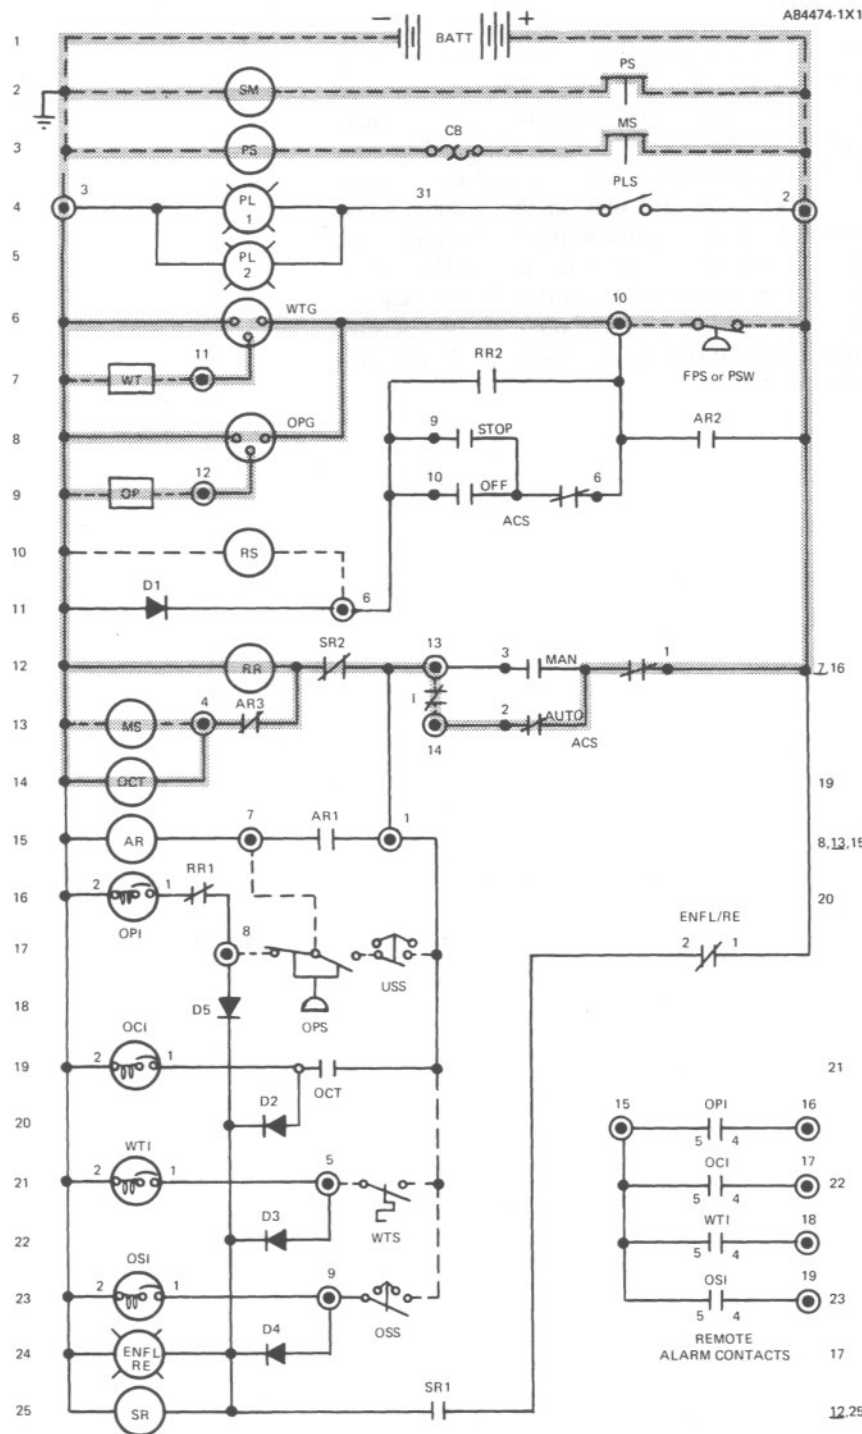 A84474-1X1
1 − BATT +
2 SM PS
3 PS CB MS
4 3 PL 1 31 PLS 2
5 PL 2
6 WTG 10 FPS or PSW
7 WT 11 RR2
8 OPG 9 STOP AR2
9 OP 12 10 OFF ACS 6
10 RS
11 D1 6
12 RR SR2 13 3 MAN 1 7,16
13 MS 4 AR3 I 14 2 AUTO ACS
14 OCT 19
15 AR 7 AR1 1 8,13,15
16 2 1 OPI RR1 20
17 8 USS ENFL/RE 2 1
18 D5 OPS
19 OCI 2 1 OCT 21
20 D2 15 OPI 5 4 16
21 WTI 2 1 5 WTS OCI 5 4 17 22
22 D3 WTI 5 4 18
23 OSI 2 1 9 OSS OSI 5 4 19 23
24 ENFL RE D4 REMOTE ALARM CONTACTS 17
25 SR SR1 12,25